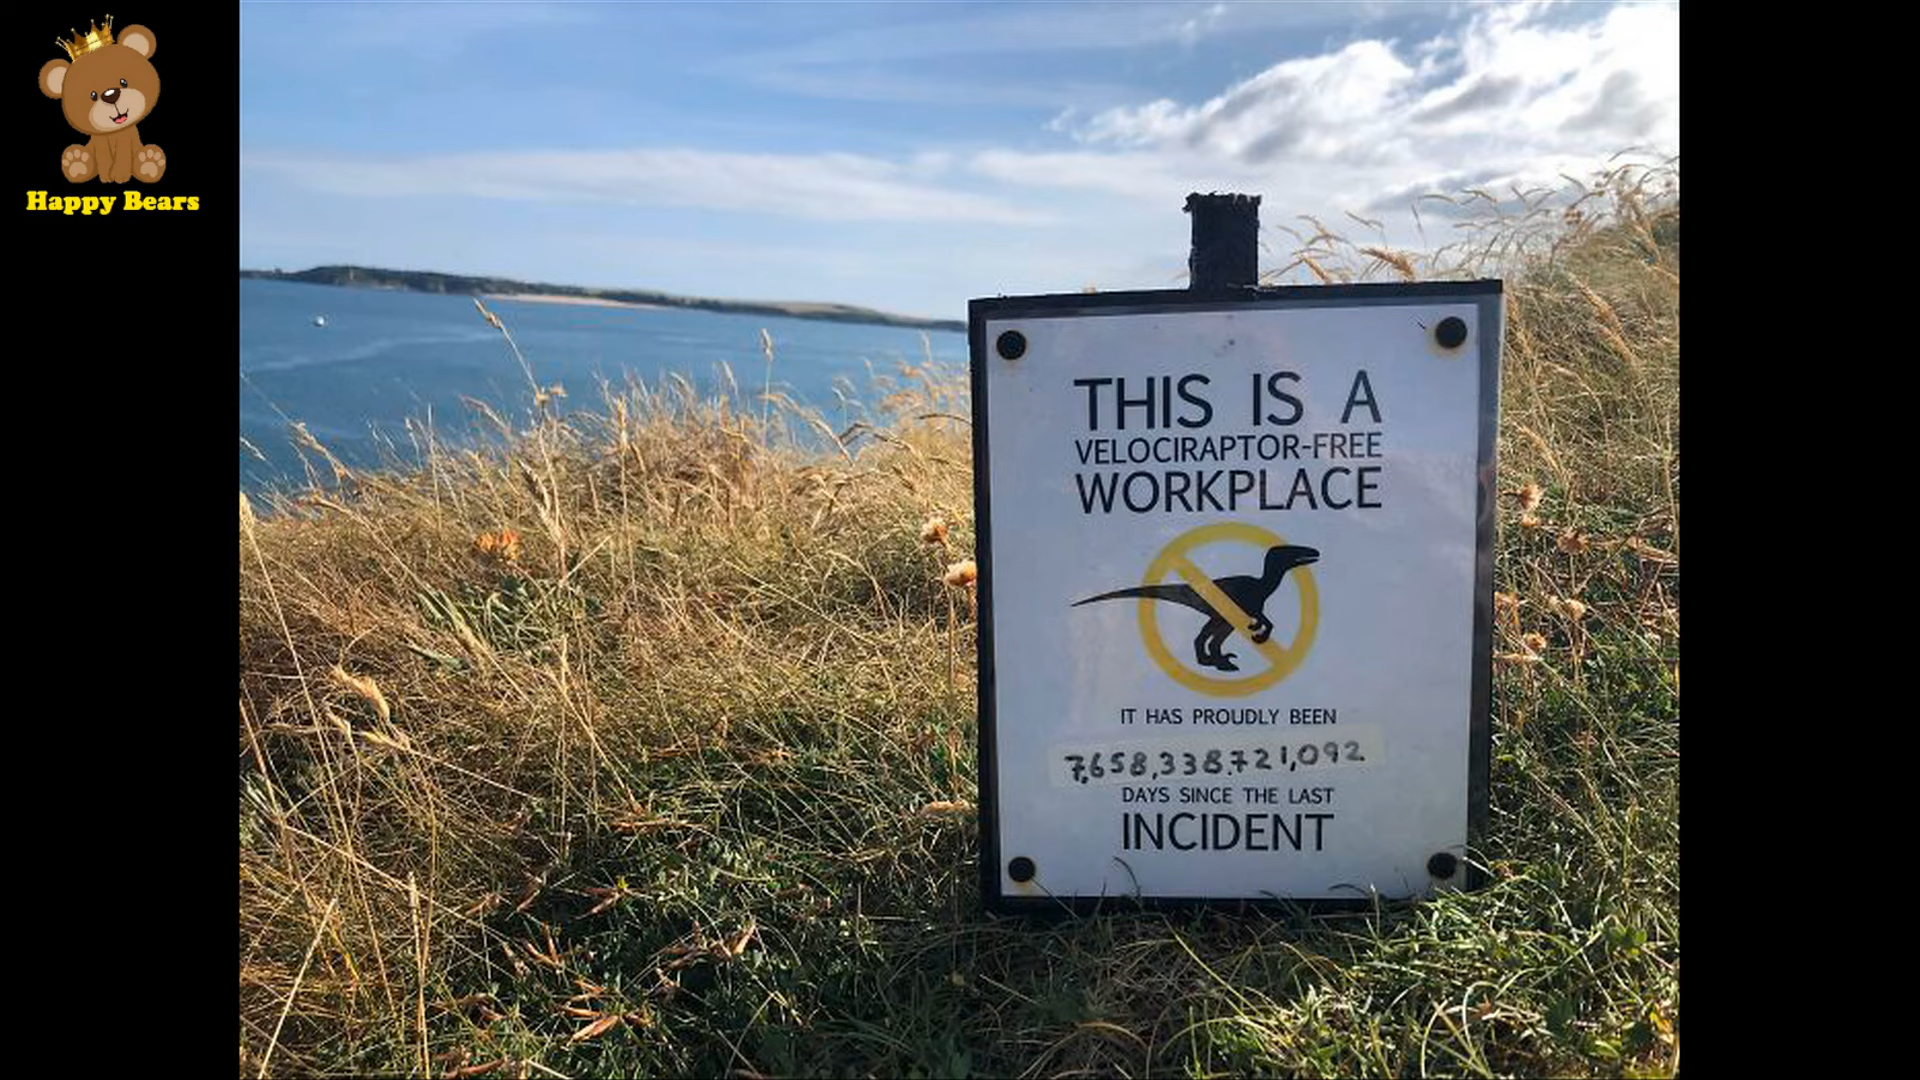 Happy Bears
THIS IS A
VELOCIRAPTOR-FREE
WORKPLACE
IT HAS PROUDLY BEEN
7,658,338,721,092
DAYS SINCE THE LAST
INCIDENT